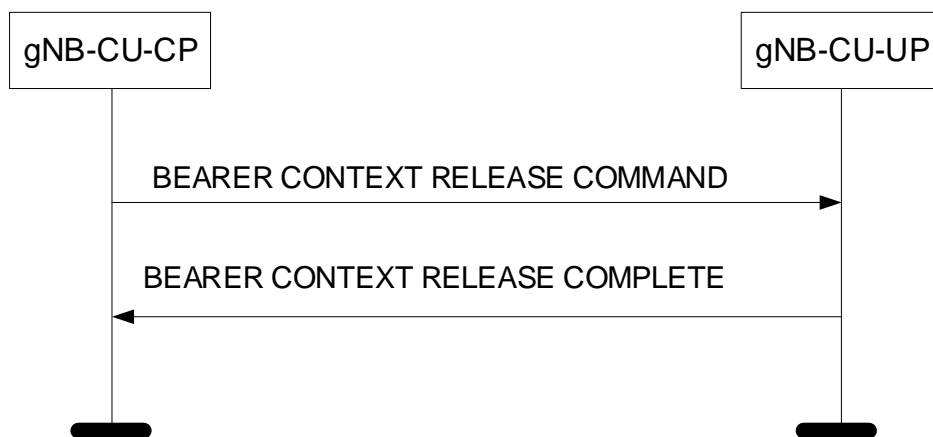 gNB-CU-CP
gNB-CU-UP
BEARER CONTEXT RELEASE COMMAND
BEARER CONTEXT RELEASE COMPLETE